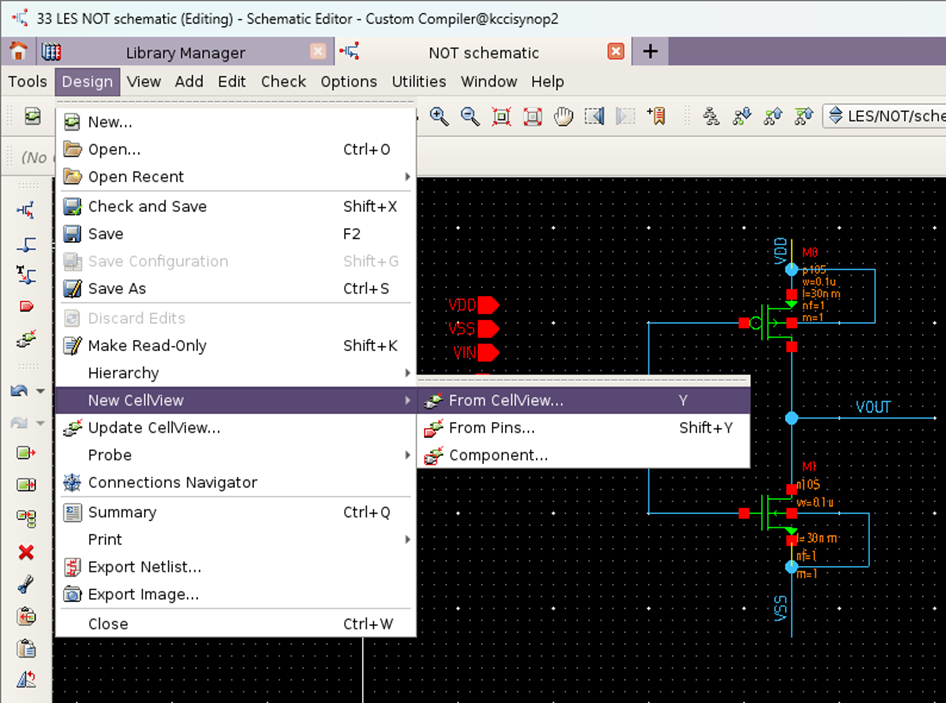 33 LES NOT schematic (Editing) - Schematic Editor - Custom Compiler@kccisynop2
Library Manager
NOT schematic
Tools Design View Add Edit Check Options Utilities Window Help
LES/NOT/sche
(No
New...
Open... Ctrl+O
Open Recent
Check and Save Shift+X
Save F2
Save Configuration Shift+G
Save As Ctrl+S
Discard Edits
Make Read-Only Shift+K
Hierarchy
New CellView
From CellView... Y
Update CellView...
From Pins... Shift+Y
Probe
Component...
Connections Navigator
Summary Ctrl+Q
Print
Export Netlist...
Export Image...
Close Ctrl+W
VDD
VSS
VIN
VDD
M0
p105
w=0.1u
l=30n m
nf=1
m=1
VOUT
M1
n105
w=0.1u
l=30n m
nf=1
m=1
VSS